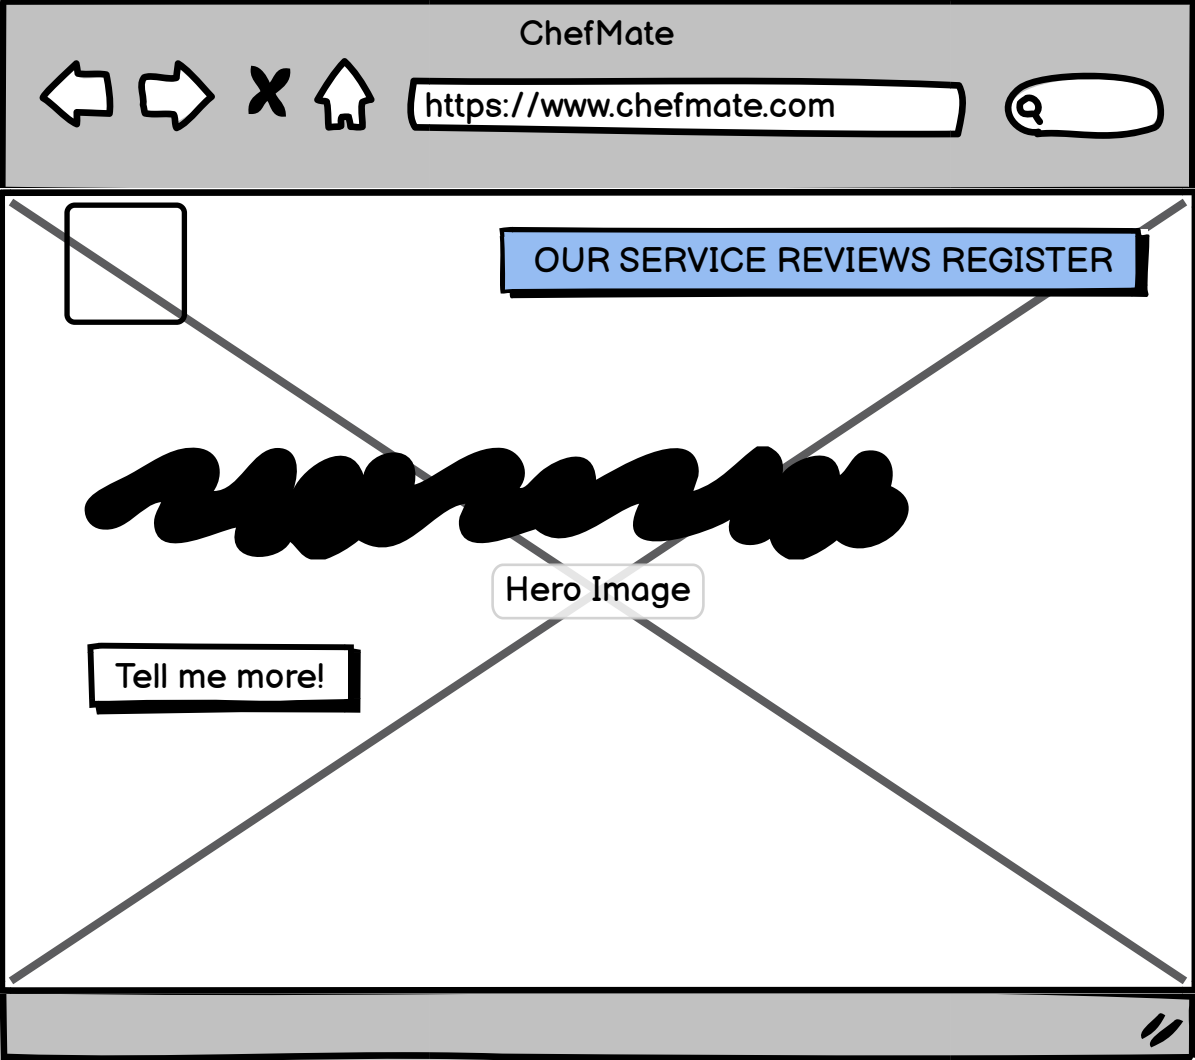 ChefMate
https://www.chefmate.com
OUR SERVICE REVIEWS REGISTER
Hero Image
Tell me more!